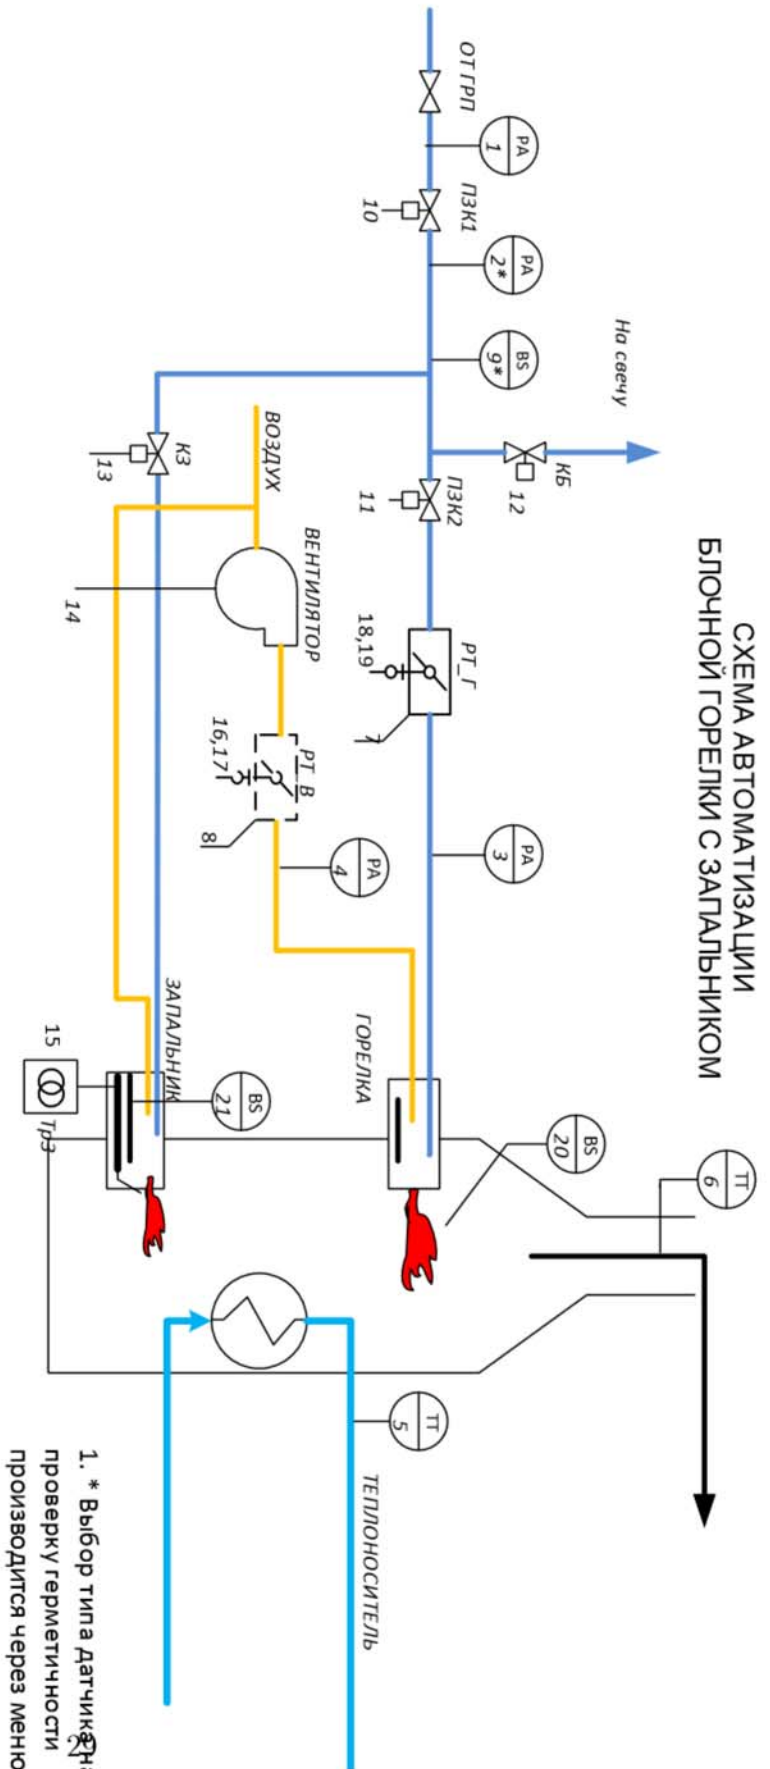 СХЕМА АВТОМАТИЗАЦИИ
БЛОЧНОЙ ГОРЕЛКИ С ЗАПАЛЬНИКОМ
На свечу
КБ
12
ОТ ГРП
PA
1
ПЗК1
10
PA
2*
BS
9*
ПЗК2
11
РТ_Г
18,19
7
PA
3
КЗ
13
ВОЗДУХ
ВЕНТИЛЯТОР
14
РТ_В
16,17
8
PA
4
ГОРЕЛКА
BS
20
TT
6
ЗАПАЛЬНИК
BS
21
15
ТрЗ
TT
5
ТЕПЛОНОСИТЕЛЬ
1. * Выбор типа датчика на
проверку герметичности
производится через меню
29